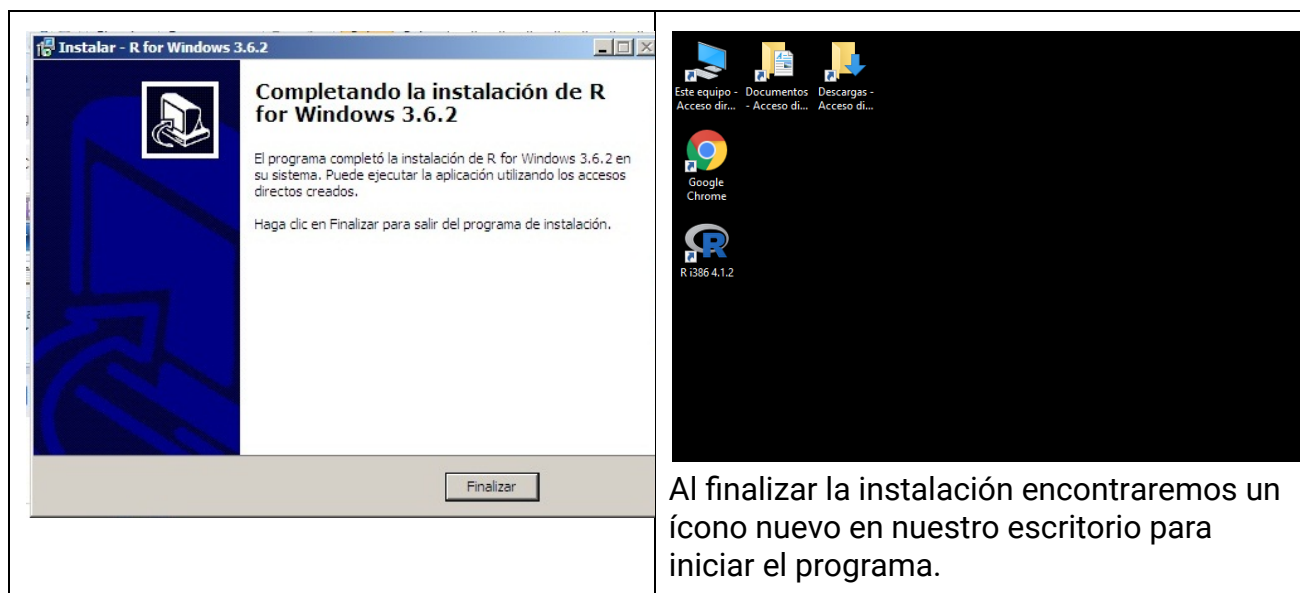 Instalar - R for Windows 3.6.2
Completando la instalación de R
for Windows 3.6.2
El programa completó la instalación de R for Windows 3.6.2 en
su sistema. Puede ejecutar la aplicación utilizando los accesos
directos creados.
Haga clic en Finalizar para salir del programa de instalación.
Finalizar
Este equipo -
Acceso dir...
Documentos
- Acceso di...
Descargas -
Acceso di...
Google
Chrome
R i386 4.1.2
Al finalizar la instalación encontraremos un
ícono nuevo en nuestro escritorio para
iniciar el programa.